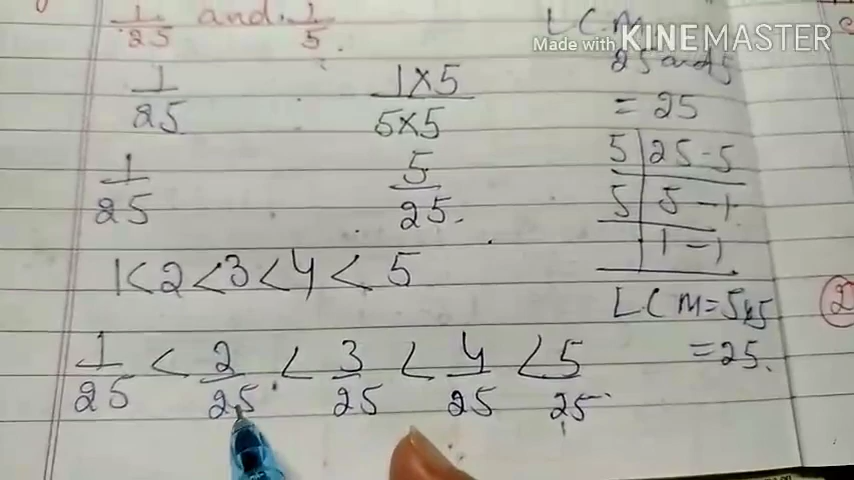 1/25 and 1/5.
LCM
Made with KINEMASTER
25 and 5
1/25 1×5/5×5
= 25
5 | 25 - 5
1/25 5/25.
5 | 5 - 1
1 - 1
1 < 2 < 3 < 4 < 5
LCM = 5×5
= 25.
1/25 < 2/25 < 3/25 < 4/25 < 5/25
2